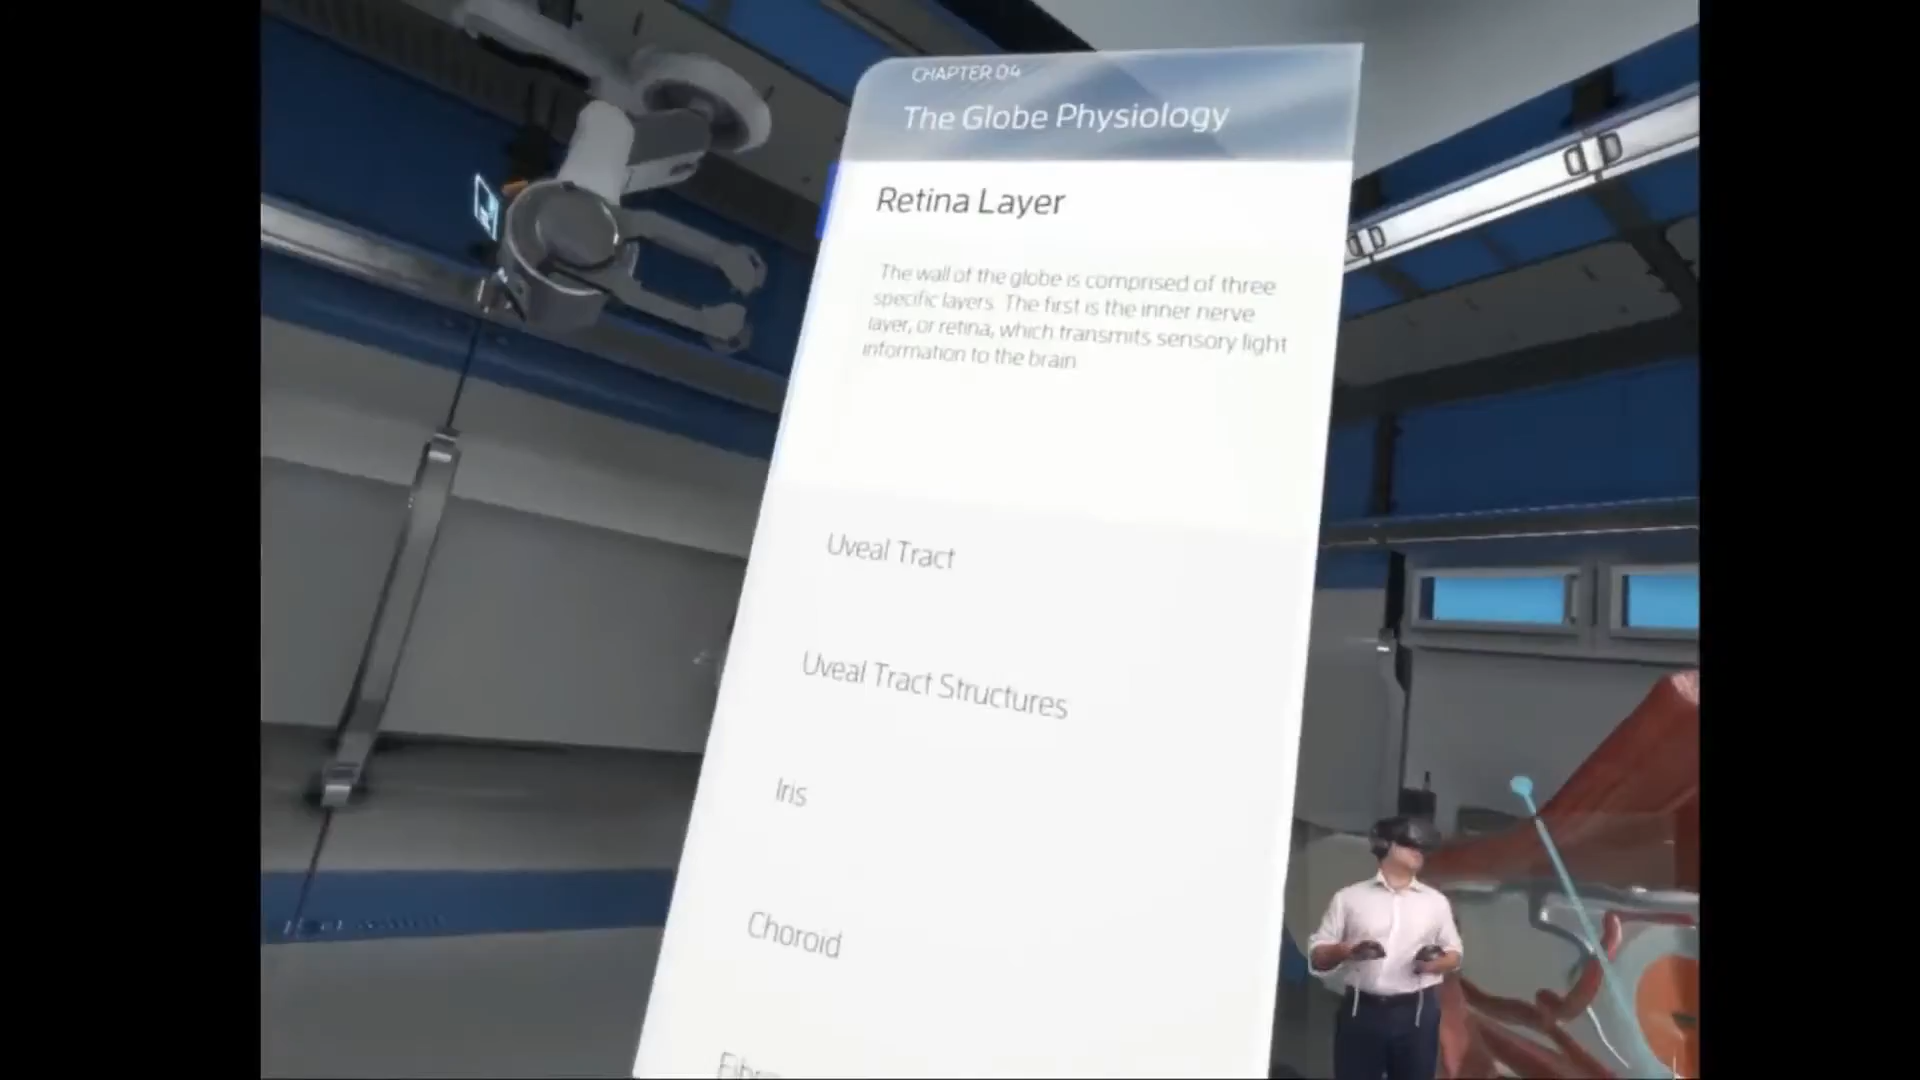 CHAPTER 04
The Globe Physiology
Retina Layer
The wall of the globe is comprised of three
specific layers. The first is the inner nerve
layer, or retina, which transmits sensory light
information to the brain
Uveal Tract
Uveal Tract Structures
Iris
Choroid